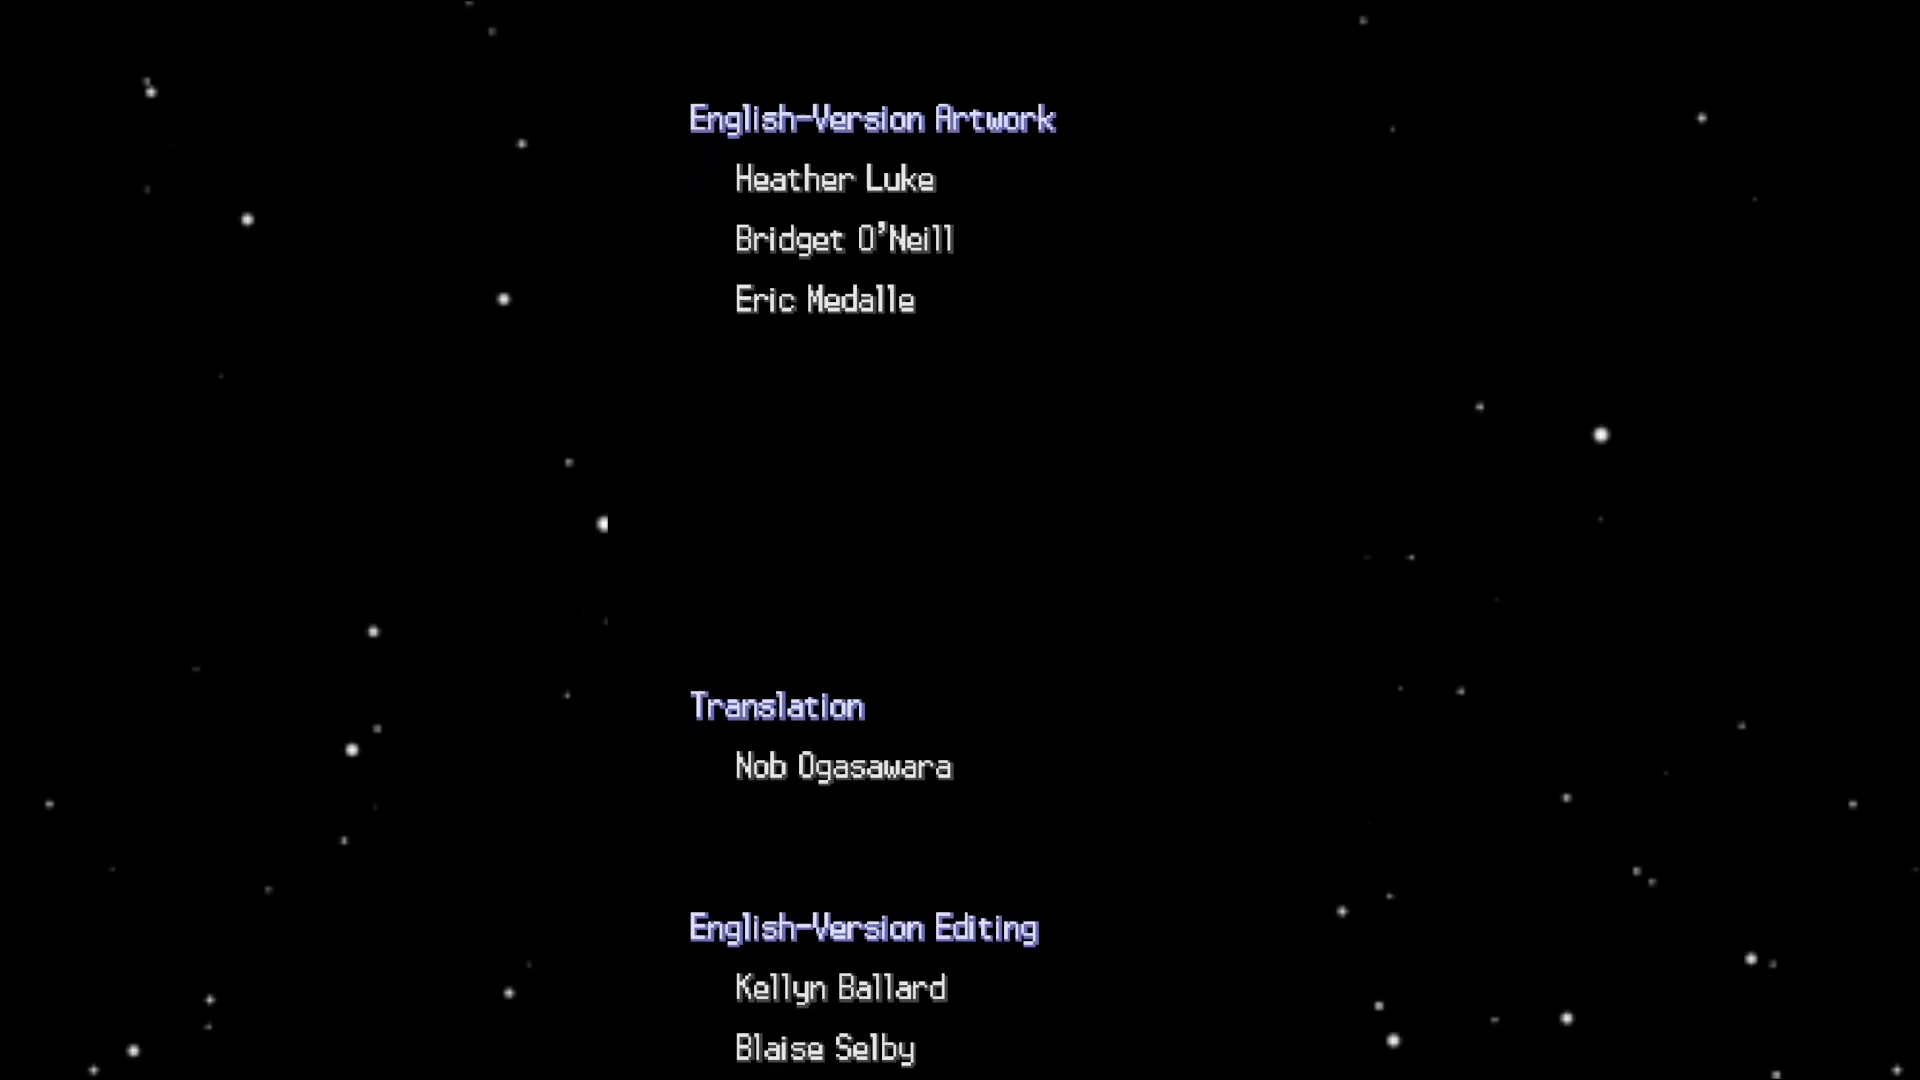 English-Version Artwork
Heather Luke
Bridget O'Neill
Eric Medalle
Translation
Nob Ogasawara
English-Version Editing
Kellyn Ballard
Blaise Selby